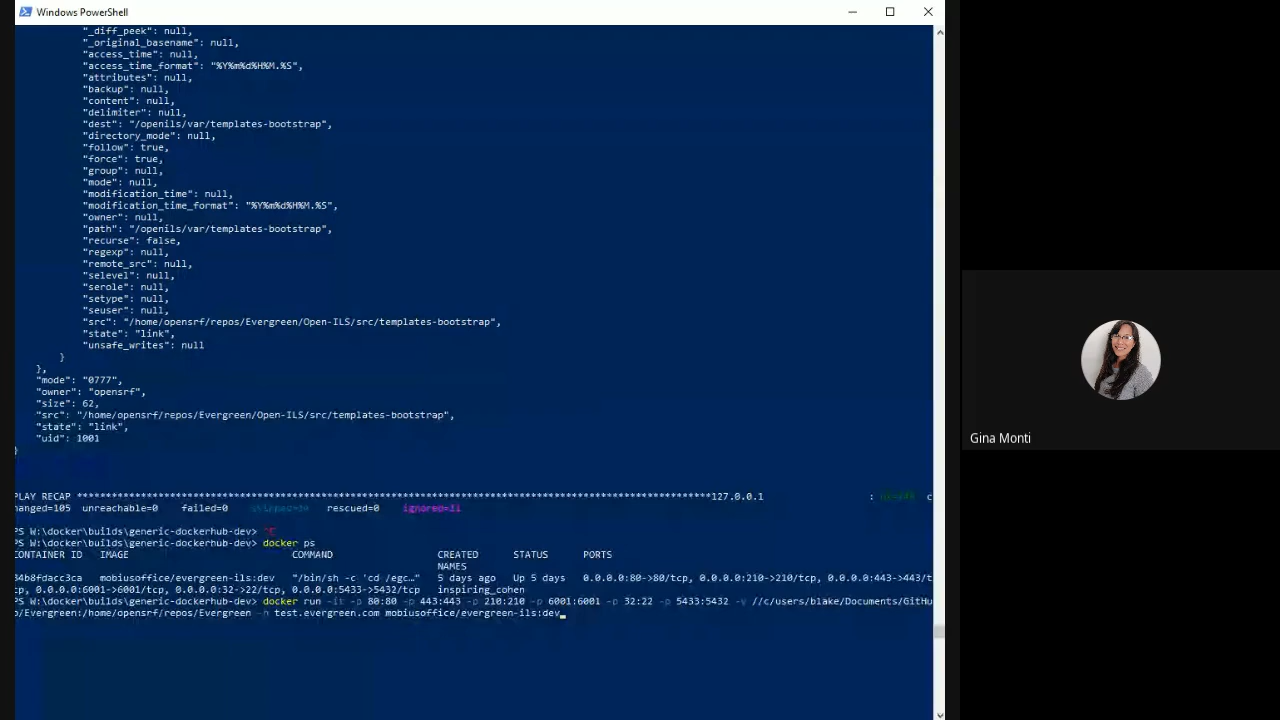 Windows PowerShell
"_diff_peek": null,
"_original_basename": null,
"access_time": null,
"access_time_format": "%Y%m%d%H%M.%S",
"attributes": null,
"backup": null,
"content": null,
"delimiter": null,
"dest": "/openils/var/templates-bootstrap",
"directory_mode": null,
"follow": true,
"force": true,
"group": null,
"mode": null,
"modification_time": null,
"modification_time_format": "%Y%m%d%H%M.%S",
"owner": null,
"path": "/openils/var/templates-bootstrap",
"recurse": false,
"regexp": null,
"remote_src": null,
"selevel": null,
"serole": null,
"setype": null,
"seuser": null,
"src": "/home/opensrf/repos/Evergreen/Open-ILS/src/templates-bootstrap",
"state": "link",
"unsafe_writes": null
}
},
"mode": "0777",
"owner": "opensrf",
"size": 62,
"src": "/home/opensrf/repos/Evergreen/Open-ILS/src/templates-bootstrap",
"state": "link",
"uid": 1001
}
PLAY RECAP ***************************************************************************************************************127.0.0.1 : c
hanged=105 unreachable=0 failed=0 rescued=0 ignored=11
PS W:\docker\builds\generic-dockerhub-dev> ^C
PS W:\docker\builds\generic-dockerhub-dev> docker ps
CONTAINER ID IMAGE COMMAND CREATED STATUS PORTS
NAMES
84b8fdacc3ca mobiusoffice/evergreen-ils:dev "/bin/sh -c 'cd /egc…" 5 days ago Up 5 days 0.0.0.0:80->80/tcp, 0.0.0.0:210->210/tcp, 0.0.0.0:443->443/t
cp, 0.0.0.0:6001->6001/tcp, 0.0.0.0:32->22/tcp, 0.0.0.0:5433->5432/tcp inspiring_cohen
PS W:\docker\builds\generic-dockerhub-dev> docker run -it -p 80:80 -p 443:443 -p 210:210 -p 6001:6001 -p 32:22 -p 5433:5432 -v //c/users/blake/Documents/GitHu
b/Evergreen:/home/opensrf/repos/Evergreen -h test.evergreen.com mobiusoffice/evergreen-ils:dev
Gina Monti